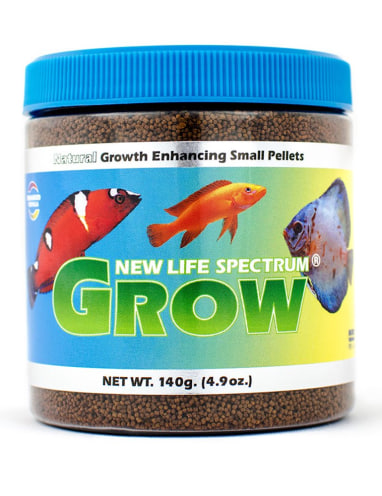 Natural Growth Enhancing Small Pellets
NEW LIFE SPECTRUM®
GROW
NET WT. 140g. (4.9oz.)